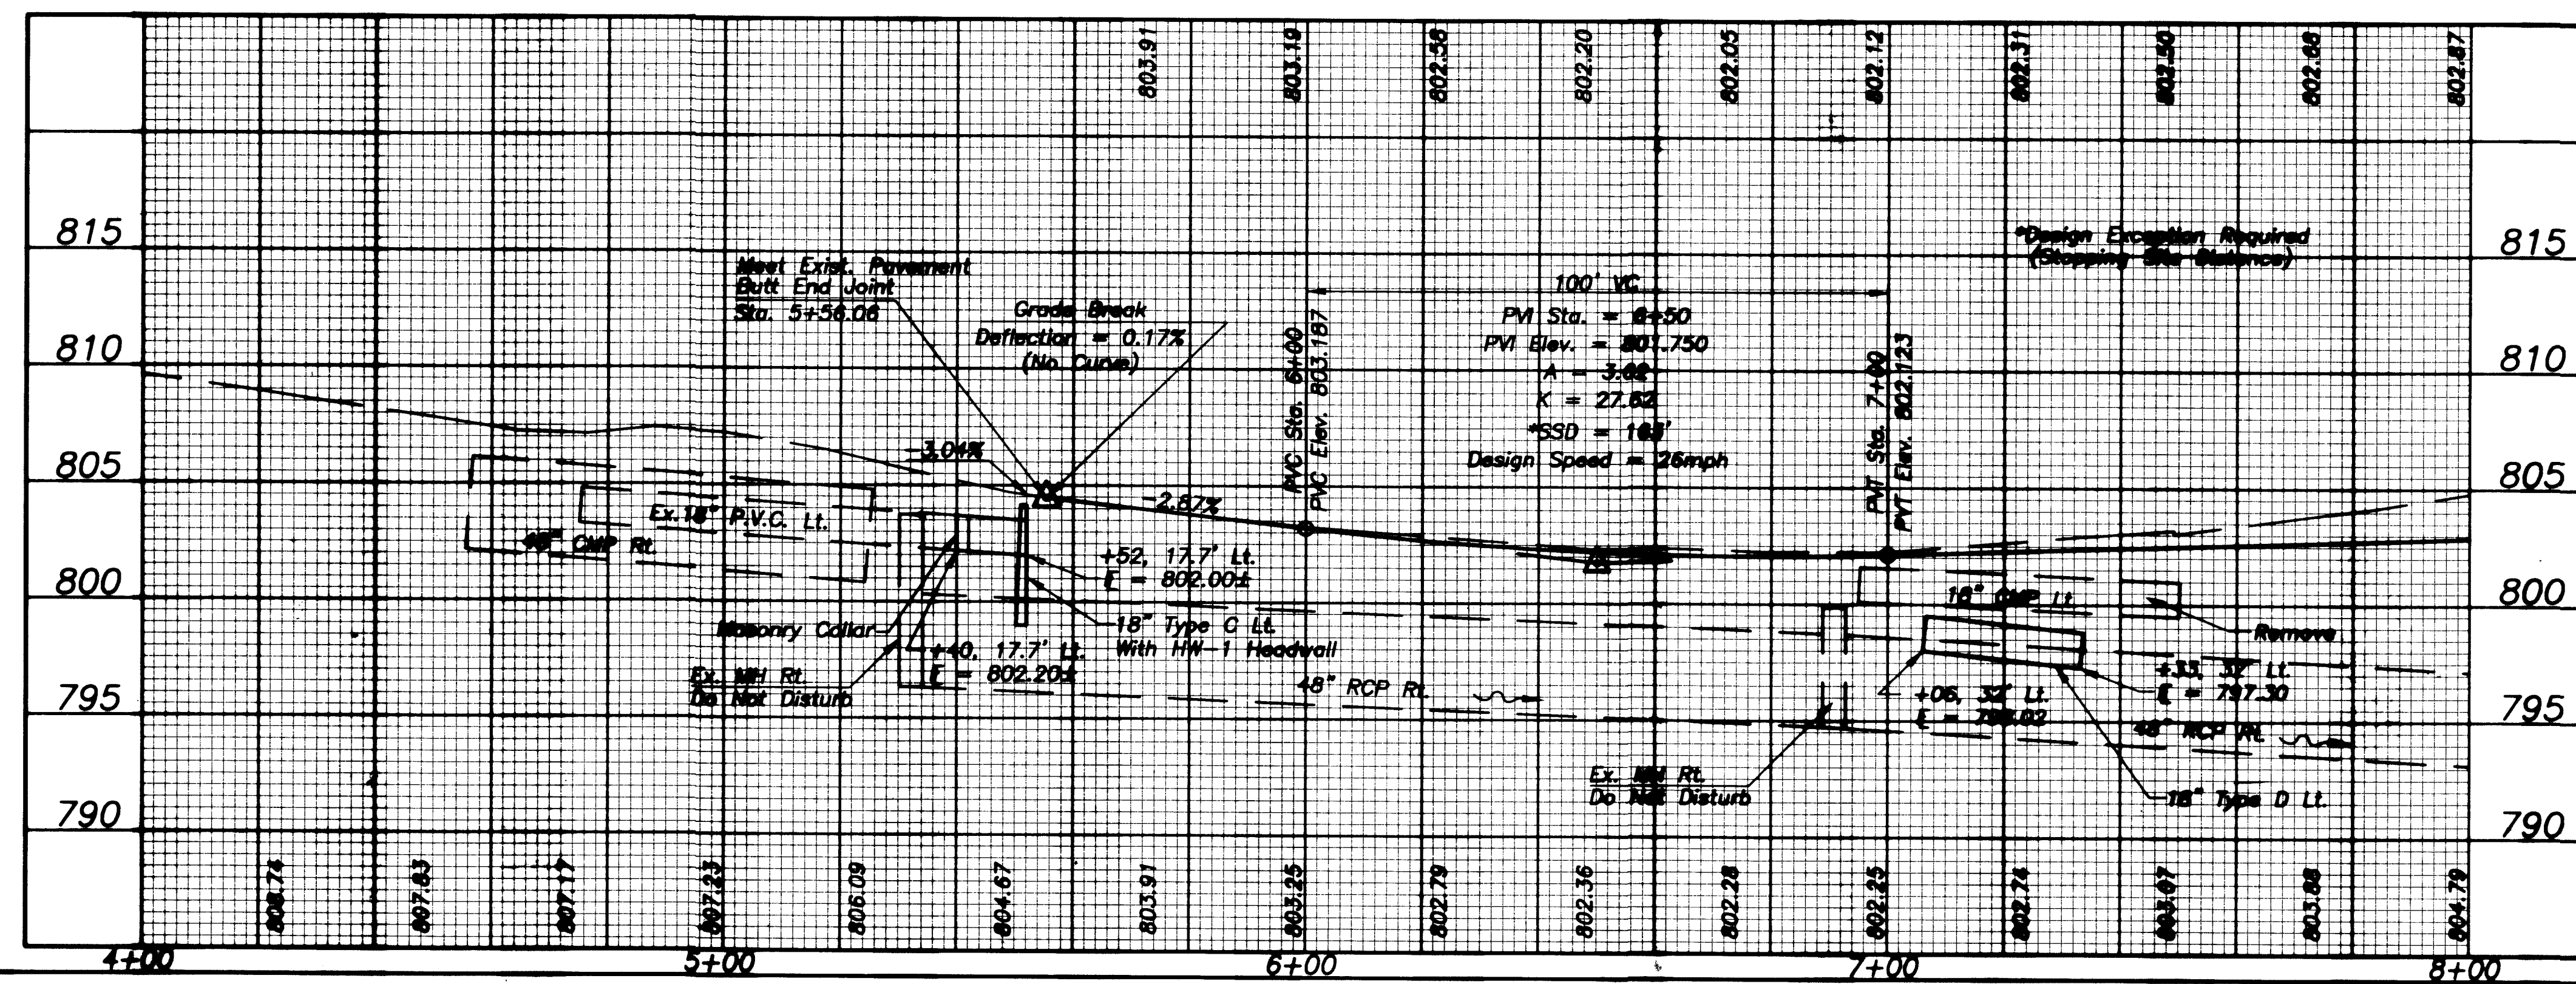 803.91
803.19
802.58
802.20
802.05
802.12
802.31
802.50
802.68
802.87
815
810
805
800
795
790
815
810
805
800
795
790
*Design Exception Required
(Stopping Site Distance)
Meet Exist. Pavement
Butt End Joint
Sta. 5+56.06
Grade Break
Deflection = 0.17%
(No Curve)
100' VC
PVI Sta. = 6+50
PVI Elev. = 801.750
A = 3.62
K = 27.62
*SSD =
Design Speed = 26mph
PVC Sta. 6+00
PVC Elev. 803.187
PVT Sta. 7+00
PVT Elev. 802.123
-3.04%
-2.87%
Ex. 18" P.V.C. Lt.
48" CMP Rt.
+52, 17.7' Lt.
E = 802.00±
18" Type C Lt.
With HW-1 Headwall
Masonry Collar
+40, 17.7' Lt.
E = 802.20±
Ex. MH Rt.
Do Not Disturb
48" RCP Rt.
18" CMP Lt.
Remove
+33, 32' Lt.
E = 797.30
+06, 32' Lt.
E =
48" RCP Rt.
Ex. MH Rt.
Do Not Disturb
18" Type D Lt.
808.74
807.83
807.17
807.23
806.09
804.67
803.91
803.25
802.79
802.36
802.28
802.25
802.74
803.07
803.88
804.79
4+00
5+00
6+00
7+00
8+00